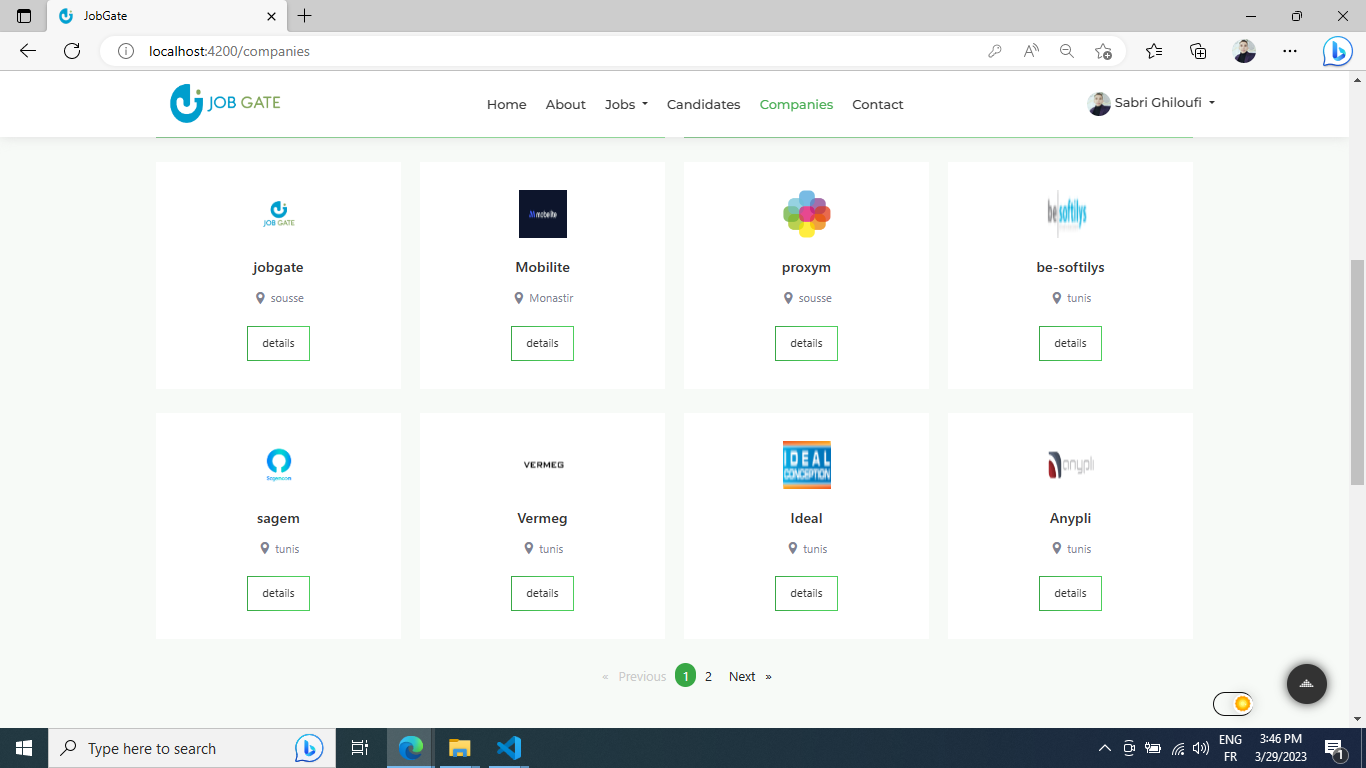 JobGate
localhost:4200/companies
JOB GATE
Home About Jobs Candidates Companies Contact
Sabri Ghiloufi
JOB GATE
mobelite
be softilys
jobgate Mobilite proxym be-softilys
sousse Monastir sousse tunis
details details details details
Sagemcom
VERMEG
IDEAL
CONCEPTION
anypli
sagem Vermeg Ideal Anypli
tunis tunis tunis tunis
details details details details
« Previous 1 2 Next »
Type here to search
ENG
FR
3:46 PM
3/29/2023
1